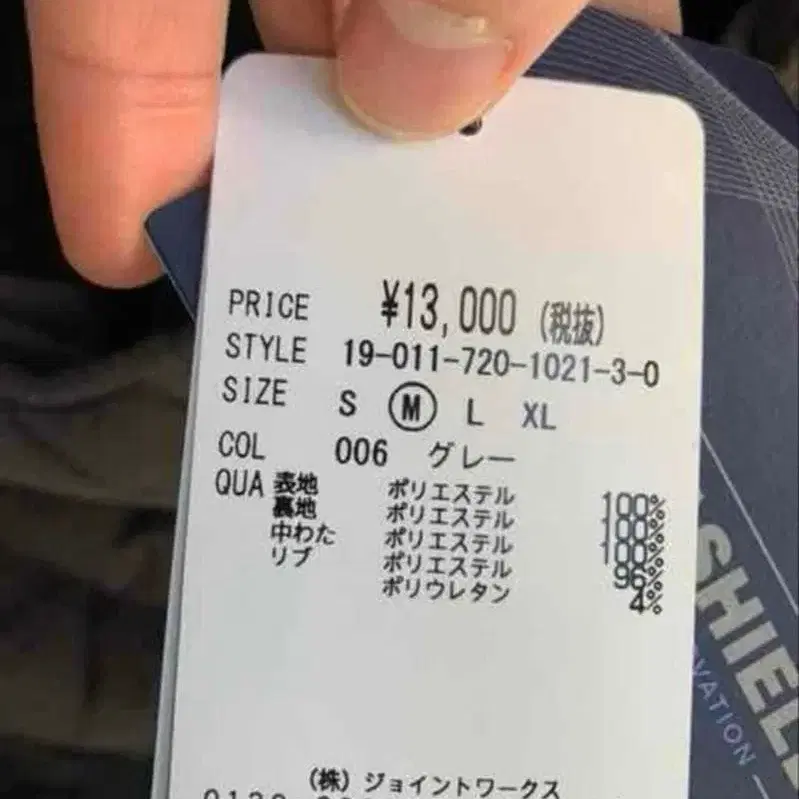 PRICE ¥13,000 (税抜)
STYLE 19-011-720-1021-3-0
SIZE S M L XL
COL 006 グレー
QUA 表地 ポリエステル 100%
裏地 ポリエステル 100%
中わた ポリエステル 100%
リブ ポリエステル 96%
ポリウレタン 4%
(株)ジョイントワークス